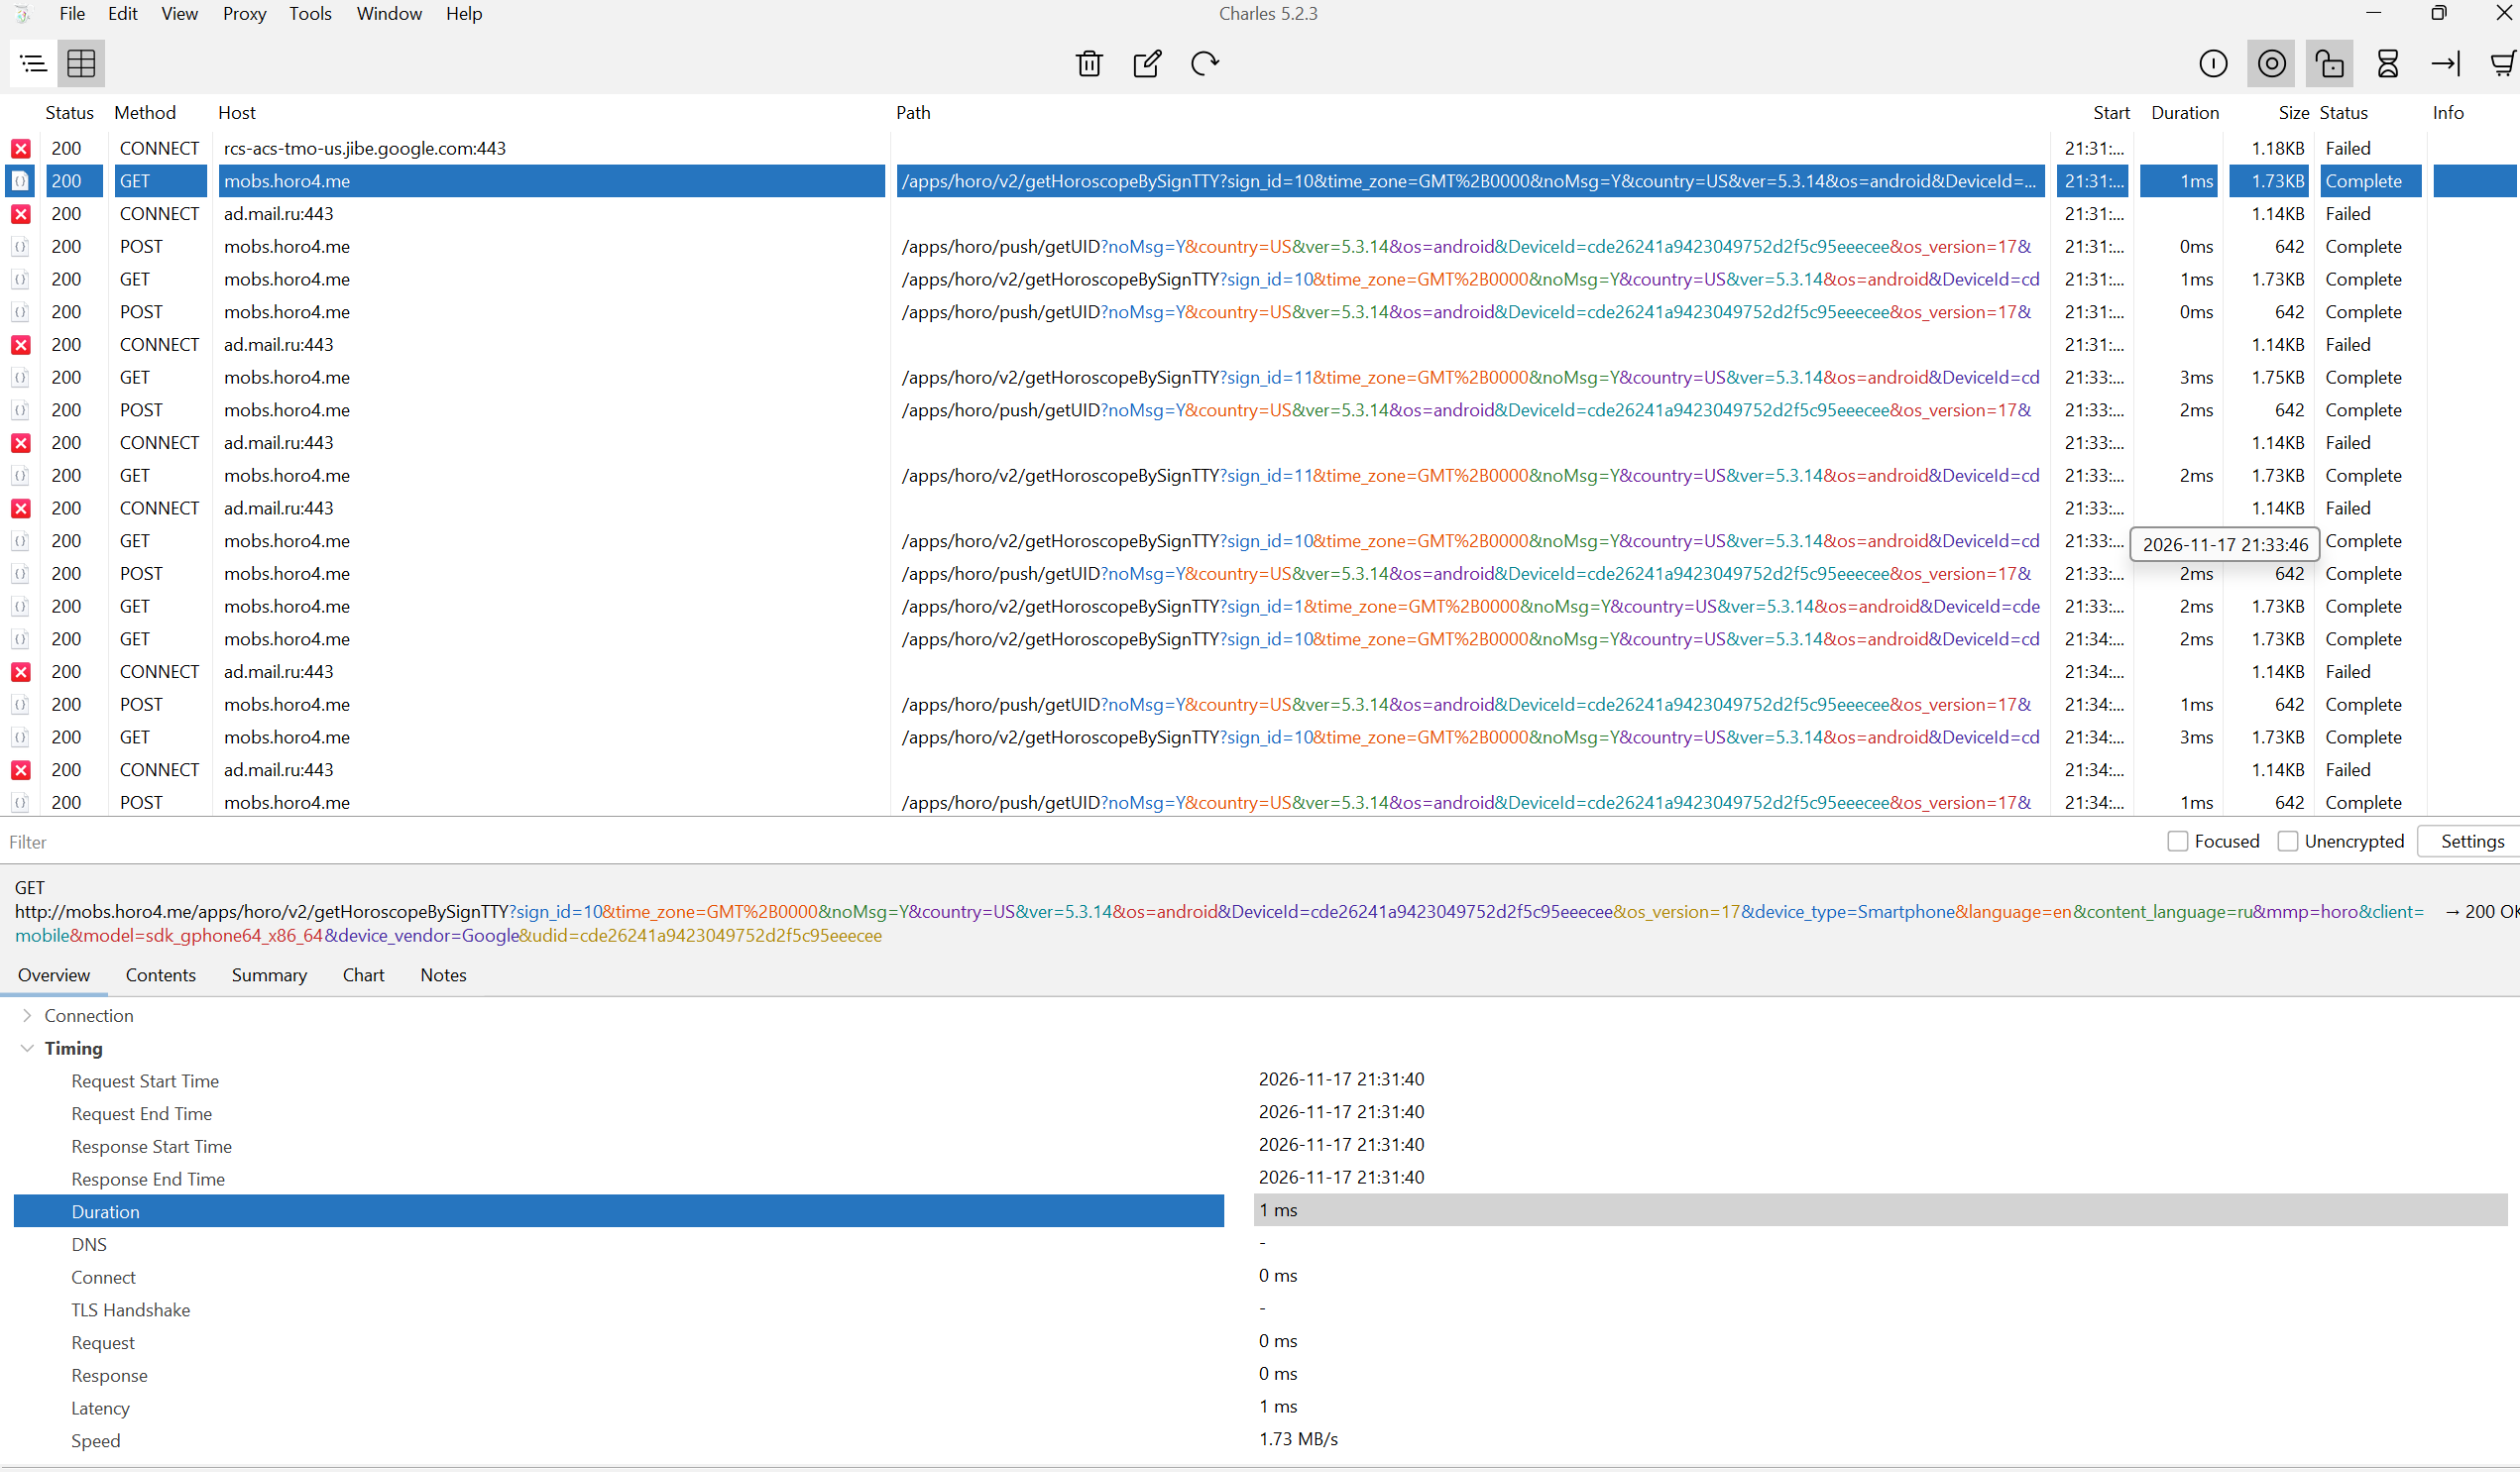 File Edit View Proxy Tools Window Help Charles 5.2.3
Status Method Host Path Start Duration Size Status Info
200 CONNECT rcs-acs-tmo-us.jibe.google.com:443 21:31:... 1.18KB Failed
200 GET mobs.horo4.me /apps/horo/v2/getHoroscopeBySignTTY?sign_id=10&time_zone=GMT%2B0000&noMsg=Y&country=US&ver=5.3.14&os=android&DeviceId=... 21:31:... 1ms 1.73KB Complete
200 CONNECT ad.mail.ru:443 21:31:... 1.14KB Failed
200 POST mobs.horo4.me /apps/horo/push/getUID?noMsg=Y&country=US&ver=5.3.14&os=android&DeviceId=cde26241a9423049752d2f5c95eeecee&os_version=17& 21:31:... 0ms 642 Complete
200 GET mobs.horo4.me /apps/horo/v2/getHoroscopeBySignTTY?sign_id=10&time_zone=GMT%2B0000&noMsg=Y&country=US&ver=5.3.14&os=android&DeviceId=cd 21:31:... 1ms 1.73KB Complete
200 POST mobs.horo4.me /apps/horo/push/getUID?noMsg=Y&country=US&ver=5.3.14&os=android&DeviceId=cde26241a9423049752d2f5c95eeecee&os_version=17& 21:31:... 0ms 642 Complete
200 CONNECT ad.mail.ru:443 21:31:... 1.14KB Failed
200 GET mobs.horo4.me /apps/horo/v2/getHoroscopeBySignTTY?sign_id=11&time_zone=GMT%2B0000&noMsg=Y&country=US&ver=5.3.14&os=android&DeviceId=cd 21:33:... 3ms 1.75KB Complete
200 POST mobs.horo4.me /apps/horo/push/getUID?noMsg=Y&country=US&ver=5.3.14&os=android&DeviceId=cde26241a9423049752d2f5c95eeecee&os_version=17& 21:33:... 2ms 642 Complete
200 CONNECT ad.mail.ru:443 21:33:... 1.14KB Failed
200 GET mobs.horo4.me /apps/horo/v2/getHoroscopeBySignTTY?sign_id=11&time_zone=GMT%2B0000&noMsg=Y&country=US&ver=5.3.14&os=android&DeviceId=cd 21:33:... 2ms 1.73KB Complete
200 CONNECT ad.mail.ru:443 21:33:... 1.14KB Failed
200 GET mobs.horo4.me /apps/horo/v2/getHoroscopeBySignTTY?sign_id=10&time_zone=GMT%2B0000&noMsg=Y&country=US&ver=5.3.14&os=android&DeviceId=cd 21:33:... 2026-11-17 21:33:46 Complete
200 POST mobs.horo4.me /apps/horo/push/getUID?noMsg=Y&country=US&ver=5.3.14&os=android&DeviceId=cde26241a9423049752d2f5c95eeecee&os_version=17& 21:33:... 2ms 642 Complete
200 GET mobs.horo4.me /apps/horo/v2/getHoroscopeBySignTTY?sign_id=1&time_zone=GMT%2B0000&noMsg=Y&country=US&ver=5.3.14&os=android&DeviceId=cde 21:33:... 2ms 1.73KB Complete
200 GET mobs.horo4.me /apps/horo/v2/getHoroscopeBySignTTY?sign_id=10&time_zone=GMT%2B0000&noMsg=Y&country=US&ver=5.3.14&os=android&DeviceId=cd 21:34:... 2ms 1.73KB Complete
200 CONNECT ad.mail.ru:443 21:34:... 1.14KB Failed
200 POST mobs.horo4.me /apps/horo/push/getUID?noMsg=Y&country=US&ver=5.3.14&os=android&DeviceId=cde26241a9423049752d2f5c95eeecee&os_version=17& 21:34:... 1ms 642 Complete
200 GET mobs.horo4.me /apps/horo/v2/getHoroscopeBySignTTY?sign_id=10&time_zone=GMT%2B0000&noMsg=Y&country=US&ver=5.3.14&os=android&DeviceId=cd 21:34:... 3ms 1.73KB Complete
200 CONNECT ad.mail.ru:443 21:34:... 1.14KB Failed
200 POST mobs.horo4.me /apps/horo/push/getUID?noMsg=Y&country=US&ver=5.3.14&os=android&DeviceId=cde26241a9423049752d2f5c95eeecee&os_version=17& 21:34:... 1ms 642 Complete
Filter Focused Unencrypted Settings
GET
http://mobs.horo4.me/apps/horo/v2/getHoroscopeBySignTTY?sign_id=10&time_zone=GMT%2B0000&noMsg=Y&country=US&ver=5.3.14&os=android&DeviceId=cde26241a9423049752d2f5c95eeecee&os_version=17&device_type=Smartphone&language=en&content_language=ru&mmp=horo&client= → 200 OK
mobile&model=sdk_gphone64_x86_64&device_vendor=Google&udid=cde26241a9423049752d2f5c95eeecee
Overview Contents Summary Chart Notes
Connection
Timing
Request Start Time 2026-11-17 21:31:40
Request End Time 2026-11-17 21:31:40
Response Start Time 2026-11-17 21:31:40
Response End Time 2026-11-17 21:31:40
Duration 1 ms
DNS -
Connect 0 ms
TLS Handshake -
Request 0 ms
Response 0 ms
Latency 1 ms
Speed 1.73 MB/s